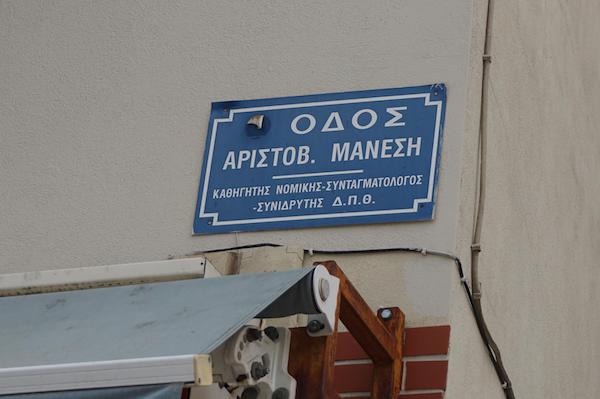 ΟΔΟΣ
ΑΡΙΣΤΟΒ. ΜΑΝΕΣΗ
ΚΑΘΗΓΗΤΗΣ ΝΟΜΙΚΗΣ-ΣΥΝΤΑΓΜΑΤΟΛΟΓΟΣ
-ΣΥΝΙΔΡΥΤΗΣ Δ.Π.Θ.